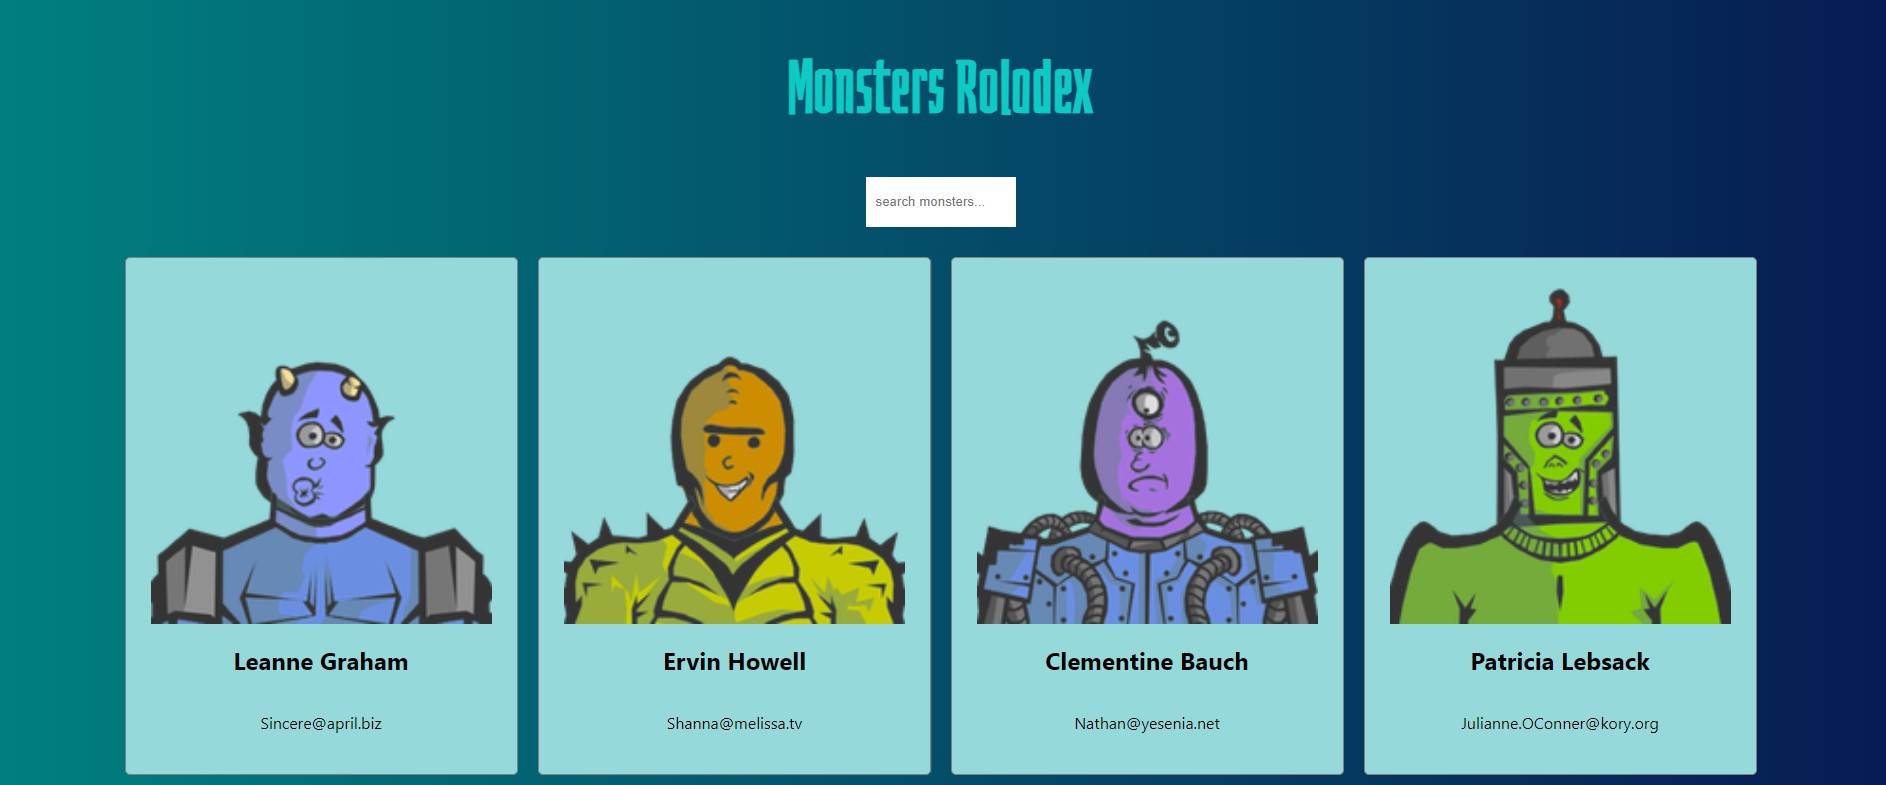 Monsters Rolodex
search monsters...
Leanne Graham
Sincere@april.biz
Ervin Howell
Shanna@melissa.tv
Clementine Bauch
Nathan@yesenia.net
Patricia Lebsack
Julianne.OConner@kory.org